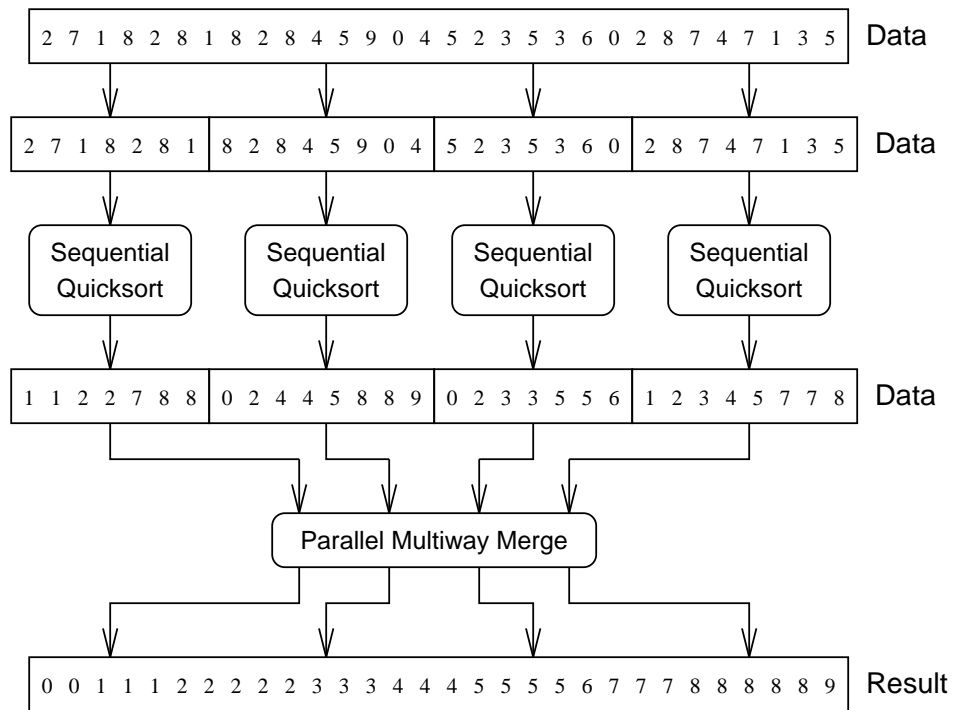 2 7 1 8 2 8 1 8 2 8 4 5 9 0 4 5 2 3 5 3 6 0 2 8 7 4 7 1 3 5 Data
2 7 1 8 2 8 1 8 2 8 4 5 9 0 4 5 2 3 5 3 6 0 2 8 7 4 7 1 3 5 Data
Sequential Sequential Sequential Sequential
Quicksort Quicksort Quicksort Quicksort
1 1 2 2 7 8 8 0 2 4 4 5 8 8 9 0 2 3 3 5 5 6 1 2 3 4 5 7 7 8 Data
Parallel Multiway Merge
0 0 1 1 1 2 2 2 2 2 3 3 3 4 4 4 5 5 5 5 6 7 7 7 8 8 8 8 8 9 Result